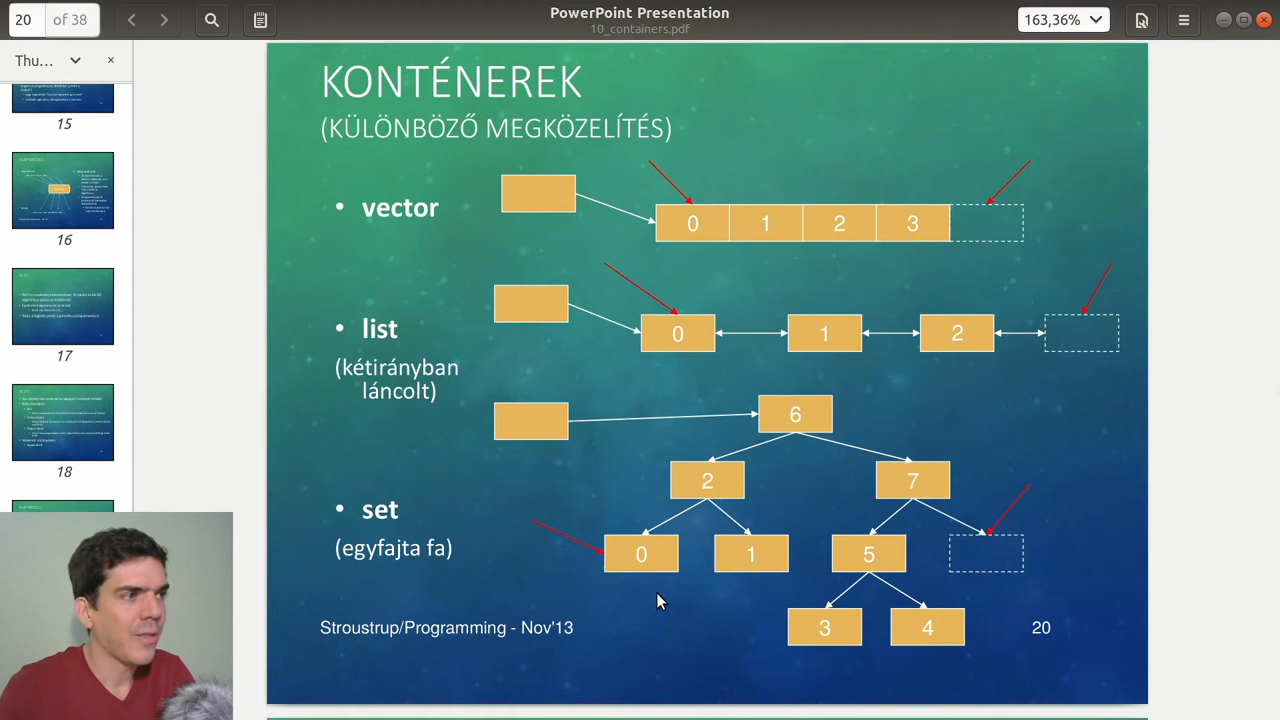 20 of 38
PowerPoint Presentation
10_containers.pdf
163,36%
Thu...
15
16
17
18
KONTÉNEREK
(KÜLÖNBÖZŐ MEGKÖZELÍTÉS)
• vector
0 1 2 3
• list
(kétirányban
láncolt)
0 1 2
6
2 7
• set
(egyfajta fa)
0 1 5
3 4
Stroustrup/Programming - Nov'13
20